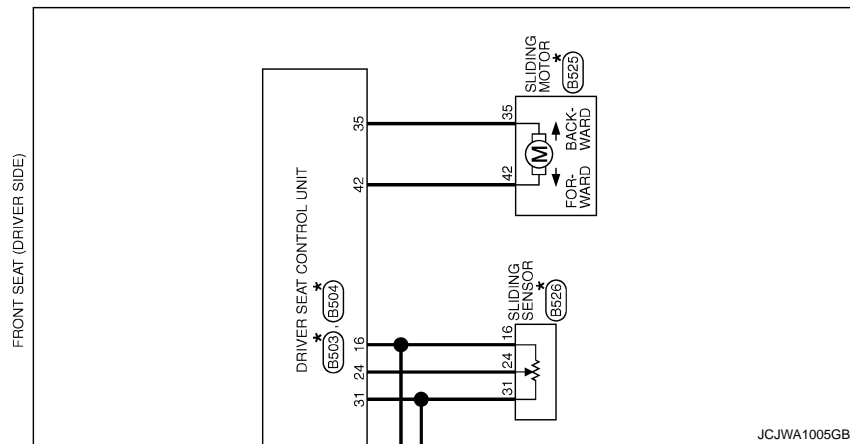 FRONT SEAT (DRIVER SIDE)
DRIVER SEAT CONTROL UNIT
* B503 , * B504
35
42
16
24
31
SLIDING
MOTOR
* B525
35
42
M
BACK-
WARD
FOR-
WARD
SLIDING
SENSOR
* B526
16
24
31
JCJWA1005GB